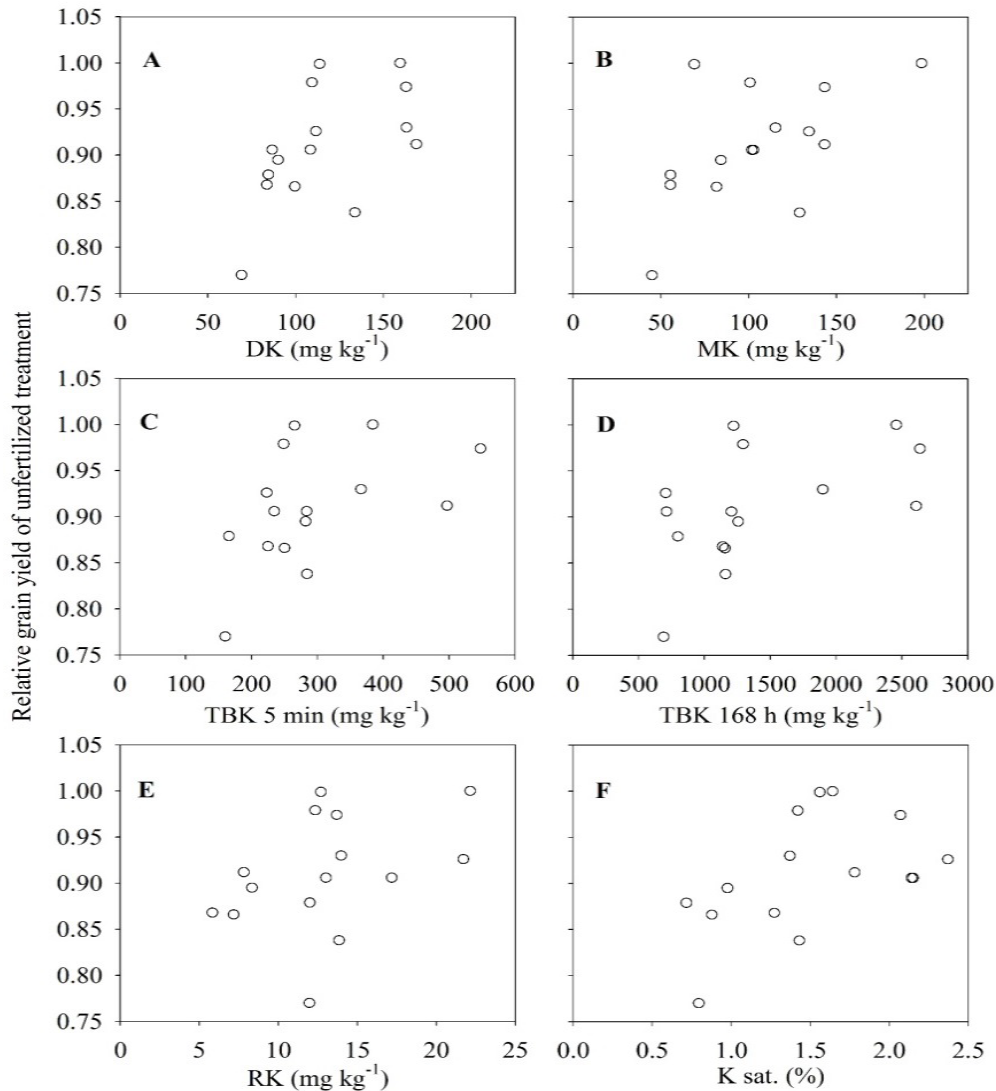 Relative grain yield of unfertilized treatment
A
1.05
1.00
0.95
0.90
0.85
0.80
0.75
0 50 100 150 200
DK (mg kg⁻¹)
B
0 50 100 150 200
MK (mg kg⁻¹)
C
1.05
1.00
0.95
0.90
0.85
0.80
0.75
0 100 200 300 400 500 600
TBK 5 min (mg kg⁻¹)
D
0 500 1000 1500 2000 2500 3000
TBK 168 h (mg kg⁻¹)
E
1.05
1.00
0.95
0.90
0.85
0.80
0.75
0 5 10 15 20 25
RK (mg kg⁻¹)
F
0.0 0.5 1.0 1.5 2.0 2.5
K sat. (%)